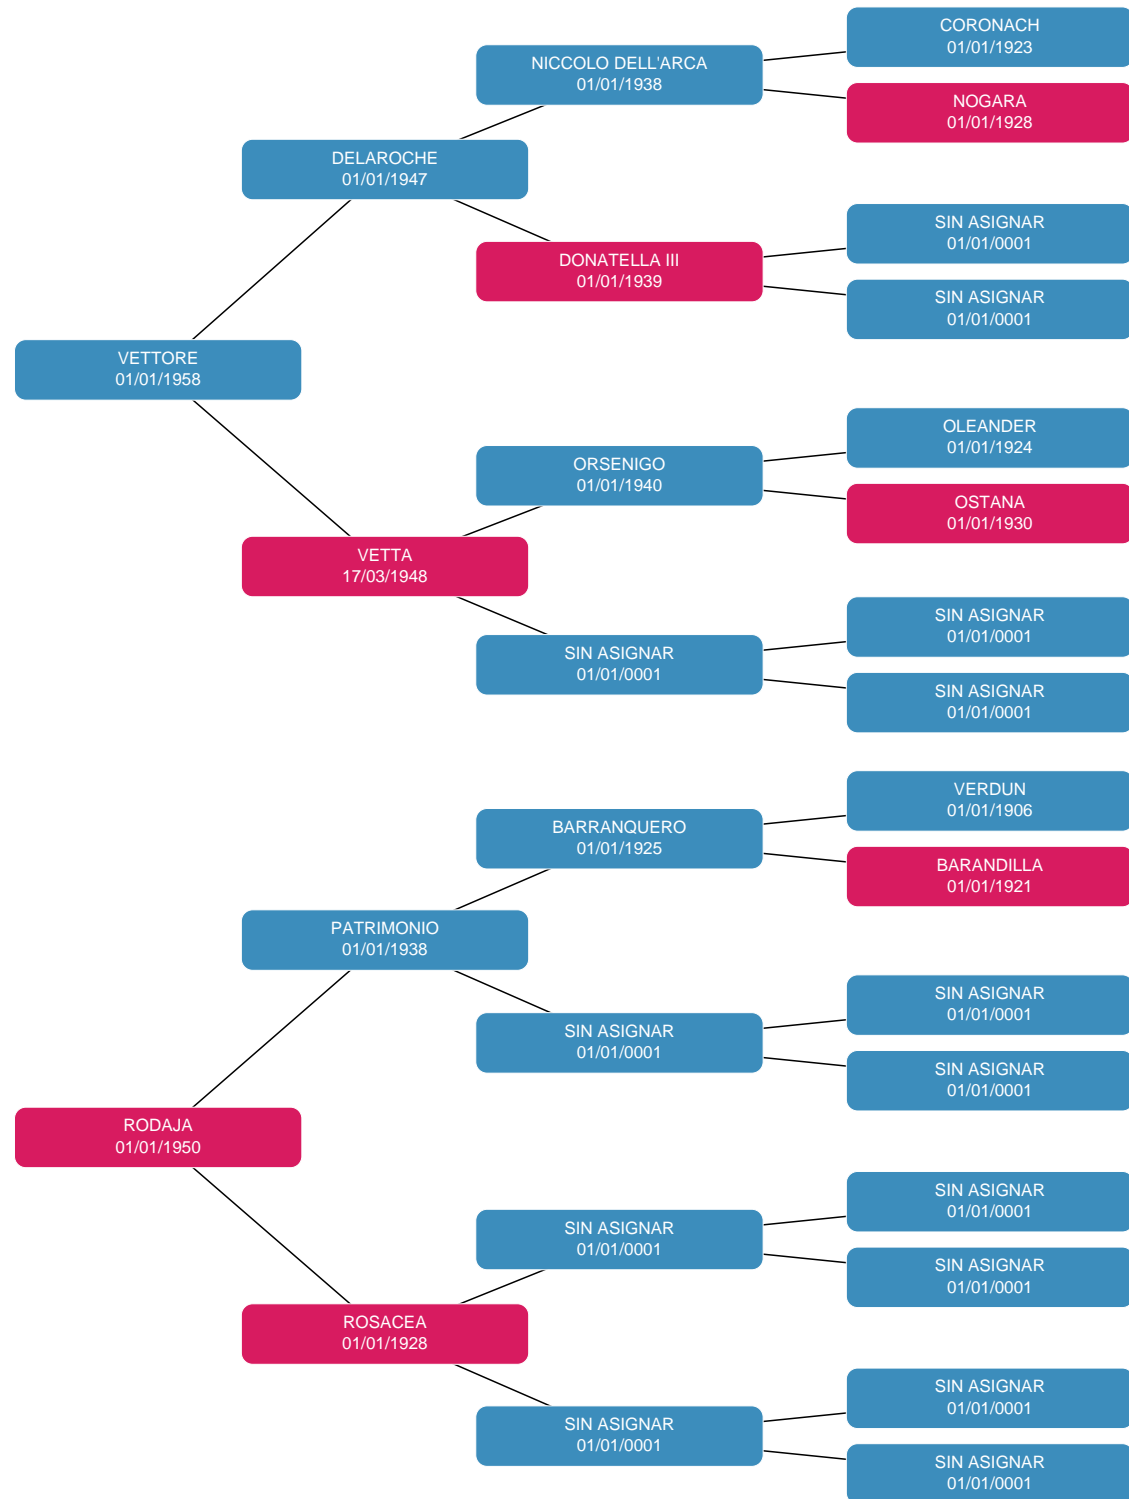 CORONACH
01/01/1923
NICCOLO DELL'ARCA
01/01/1938
NOGARA
01/01/1928
DELAROCHE
01/01/1947
SIN ASIGNAR
01/01/0001
DONATELLA III
01/01/1939
SIN ASIGNAR
01/01/0001
VETTORE
01/01/1958
OLEANDER
01/01/1924
ORSENIGO
01/01/1940
OSTANA
01/01/1930
VETTA
17/03/1948
SIN ASIGNAR
01/01/0001
SIN ASIGNAR
01/01/0001
SIN ASIGNAR
01/01/0001
VERDUN
01/01/1906
BARRANQUERO
01/01/1925
BARANDILLA
01/01/1921
PATRIMONIO
01/01/1938
SIN ASIGNAR
01/01/0001
SIN ASIGNAR
01/01/0001
SIN ASIGNAR
01/01/0001
RODAJA
01/01/1950
SIN ASIGNAR
01/01/0001
SIN ASIGNAR
01/01/0001
SIN ASIGNAR
01/01/0001
ROSACEA
01/01/1928
SIN ASIGNAR
01/01/0001
SIN ASIGNAR
01/01/0001
SIN ASIGNAR
01/01/0001